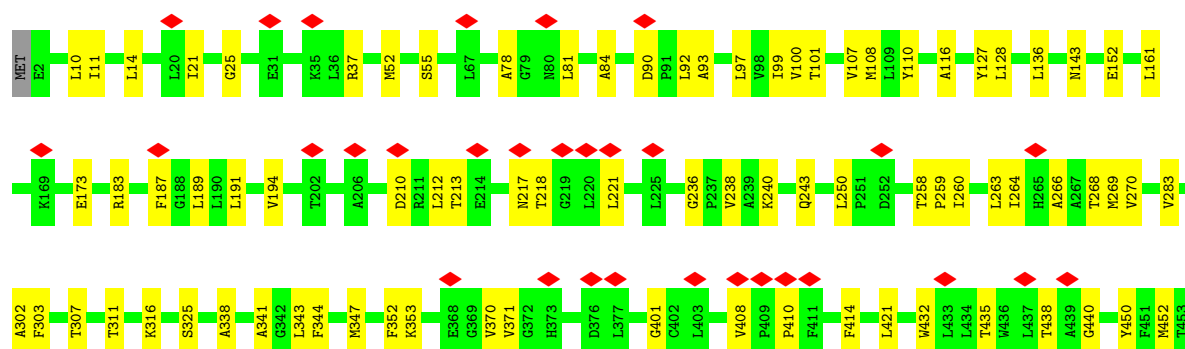 MET E2 L10 I11 L14 L20 I21 G25 E31 K35 L36 R37 M52 S55 L67 A78 G79 N80 L81 A84 D90 P91 L92 A93 L97 V98 I99 V100 T101 V107 M108 L109 Y110 A116 Y127 L128 L136 N143 E152 L161
K169 E173 R183 F187 G188 L189 L190 L191 V194 T202 A206 D210 R211 L212 T213 E214 N217 T218 G219 L220 L221 L225 G236 P237 V238 A239 K240 Q243 L250 P251 D252 T258 P259 I260 L263 I264 H265 A266 A267 T268 M269 V270 V283
A302 F303 T307 T311 K316 S325 A338 A341 G342 L343 F344 M347 F352 K353 E368 G369 V370 V371 G372 H373 D376 L377 G401 C402 L403 V408 P409 P410 F411 F414 L421 W432 L433 L434 T435 W436 L437 T438 A439 G440 Y450 F451 M452 T453